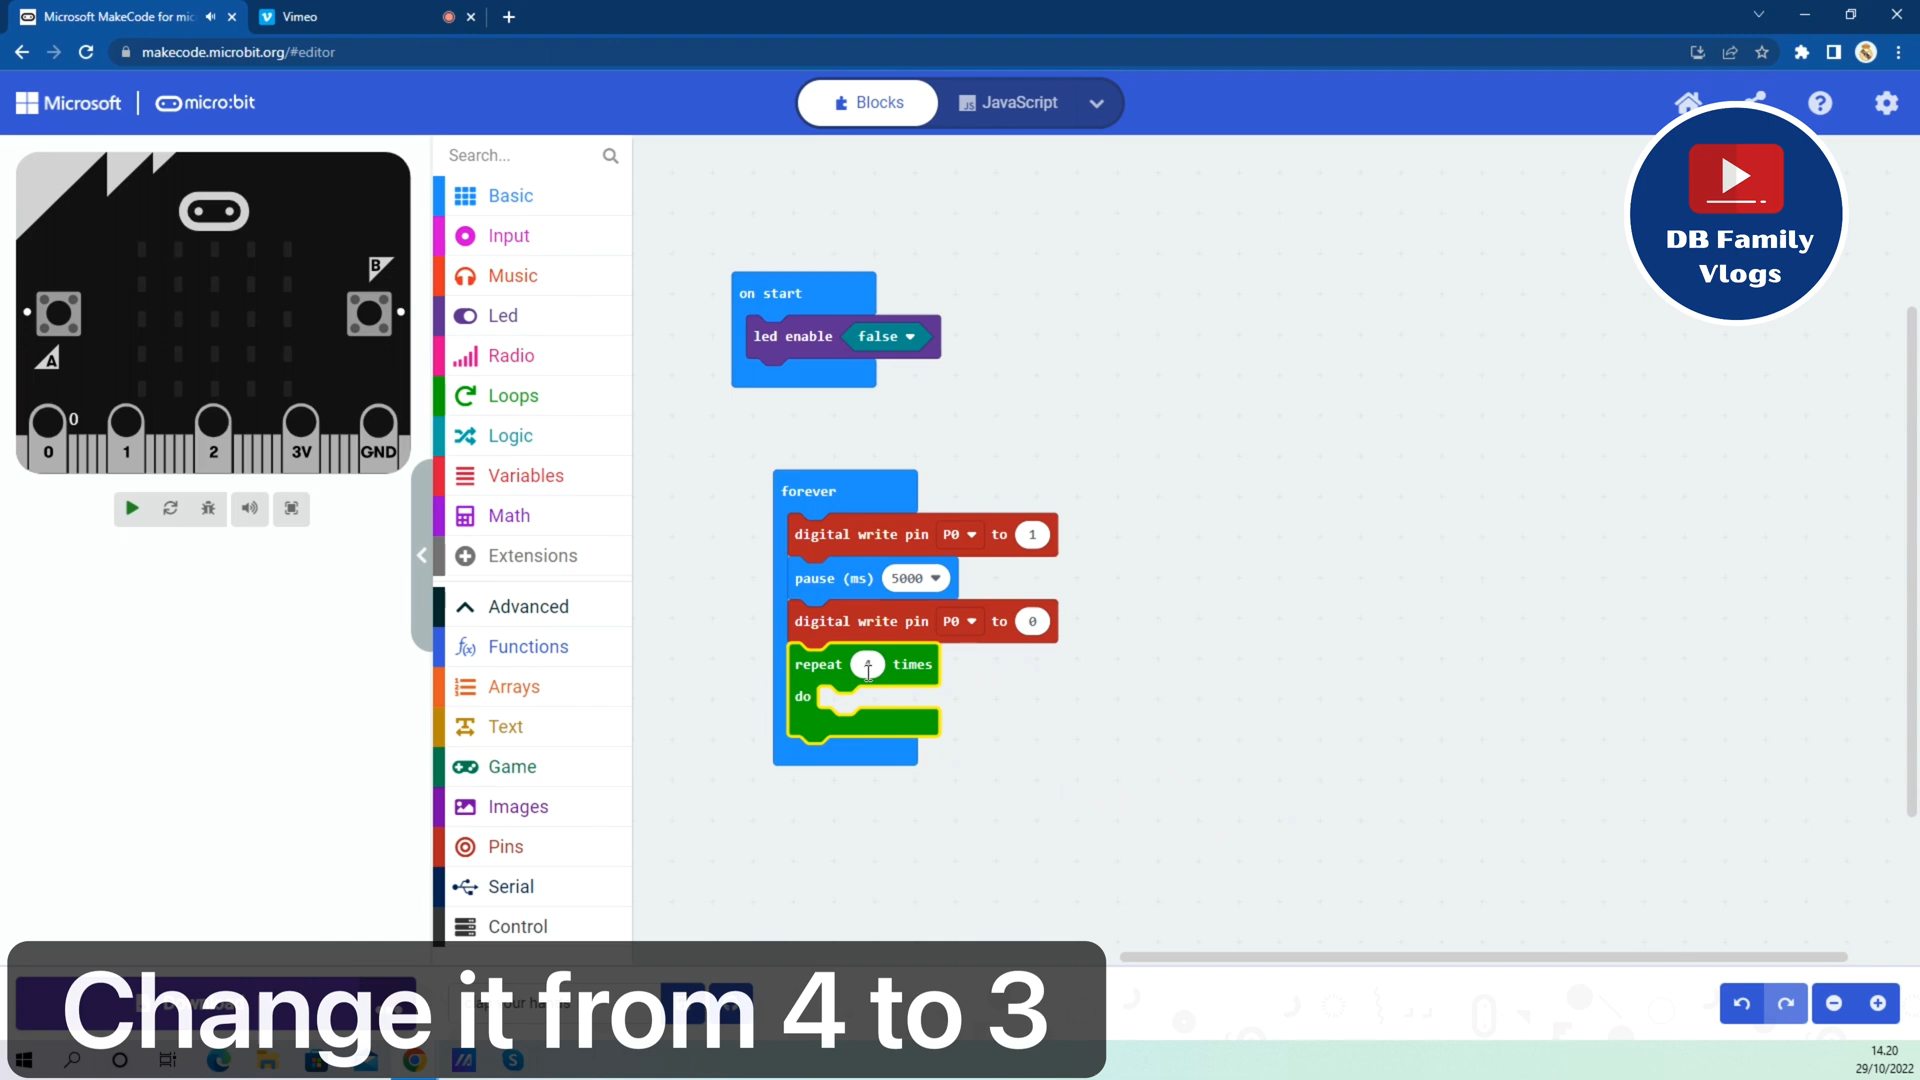 Microsoft MakeCode for mic
Vimeo
makecode.microbit.org/#editor
Microsoft
micro:bit
Blocks
JS JavaScript
DB Family
Vlogs
B
A
0
0
1
2
3V
GND
Search...
Basic
Input
Music
Led
Radio
Loops
Logic
Variables
Math
Extensions
Advanced
f(x) Functions
Arrays
Text
Game
Images
Pins
Serial
Control
on start
led enable false
forever
digital write pin P0 to 1
pause (ms) 5000
digital write pin P0 to 0
repeat 4 times
do
Change it from 4 to 3
14.20
29/10/2022